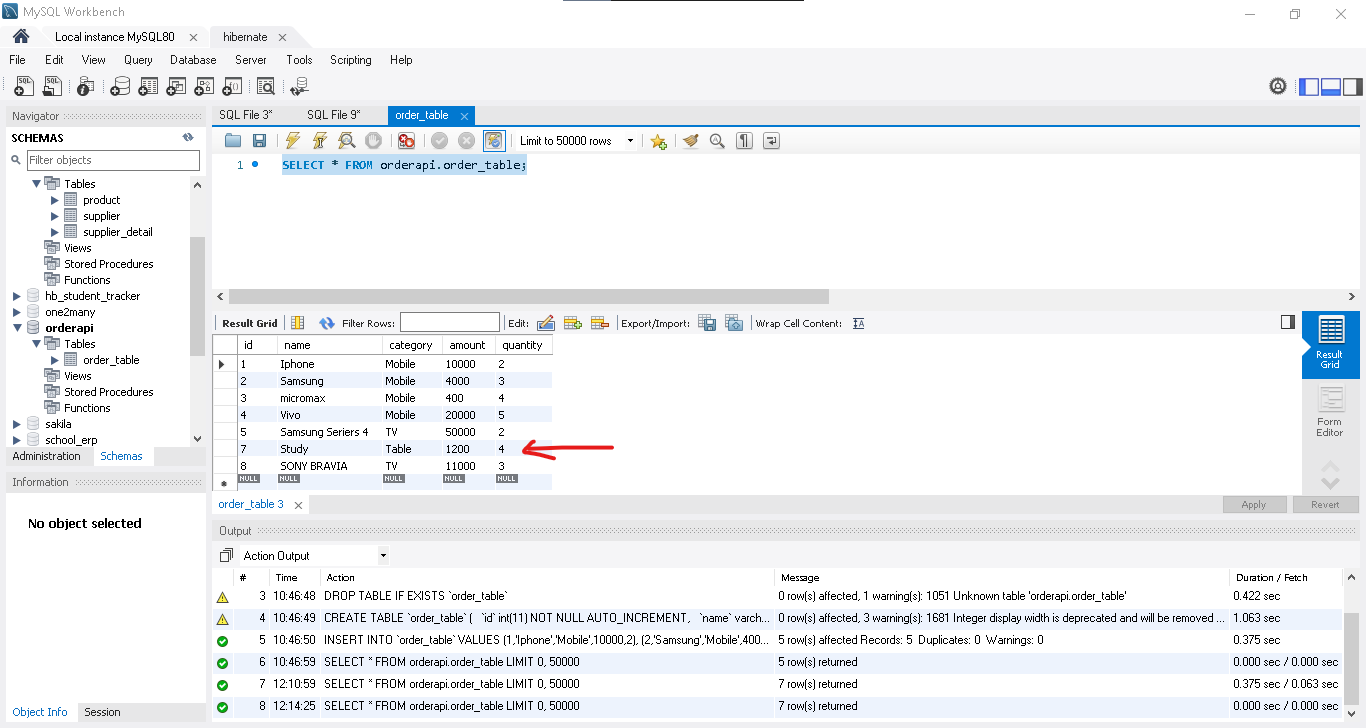 MySQL Workbench
Local instance MySQL80 hibernate
File Edit View Query Database Server Tools Scripting Help
Navigator
SCHEMAS
Filter objects
Tables
product
supplier
supplier_detail
Views
Stored Procedures
Functions
hb_student_tracker
one2many
orderapi
Tables
order_table
Views
Stored Procedures
Functions
sakila
school_erp
Administration Schemas
Information
No object selected
Object Info Session
SQL File 3* SQL File 9* order_table
Limit to 50000 rows
1 SELECT * FROM orderapi.order_table;
Result Grid Filter Rows: Edit: Export/Import: Wrap Cell Content:
id name category amount quantity
1 Iphone Mobile 10000 2
2 Samsung Mobile 4000 3
3 micromax Mobile 400 4
4 Vivo Mobile 20000 5
5 Samsung Seriers 4 TV 50000 2
7 Study Table 1200 4
8 SONY BRAVIA TV 11000 3
NULL NULL NULL NULL NULL
Result
Grid
Form
Editor
order_table 3
Apply Revert
Output
Action Output
# Time Action Message Duration / Fetch
3 10:46:48 DROP TABLE IF EXISTS `order_table` 0 row(s) affected, 1 warning(s): 1051 Unknown table 'orderapi.order_table' 0.422 sec
4 10:46:49 CREATE TABLE `order_table` ( `id` int(11) NOT NULL AUTO_INCREMENT, `name` varch... 0 row(s) affected, 3 warning(s): 1681 Integer display width is deprecated and will be removed ... 1.063 sec
5 10:46:50 INSERT INTO `order_table` VALUES (1,'Iphone','Mobile',10000,2), (2,'Samsung','Mobile',400... 5 row(s) affected Records: 5 Duplicates: 0 Warnings: 0 0.375 sec
6 10:46:59 SELECT * FROM orderapi.order_table LIMIT 0, 50000 5 row(s) returned 0.000 sec / 0.000 sec
7 12:10:59 SELECT * FROM orderapi.order_table LIMIT 0, 50000 7 row(s) returned 0.375 sec / 0.063 sec
8 12:14:25 SELECT * FROM orderapi.order_table LIMIT 0, 50000 7 row(s) returned 0.000 sec / 0.000 sec